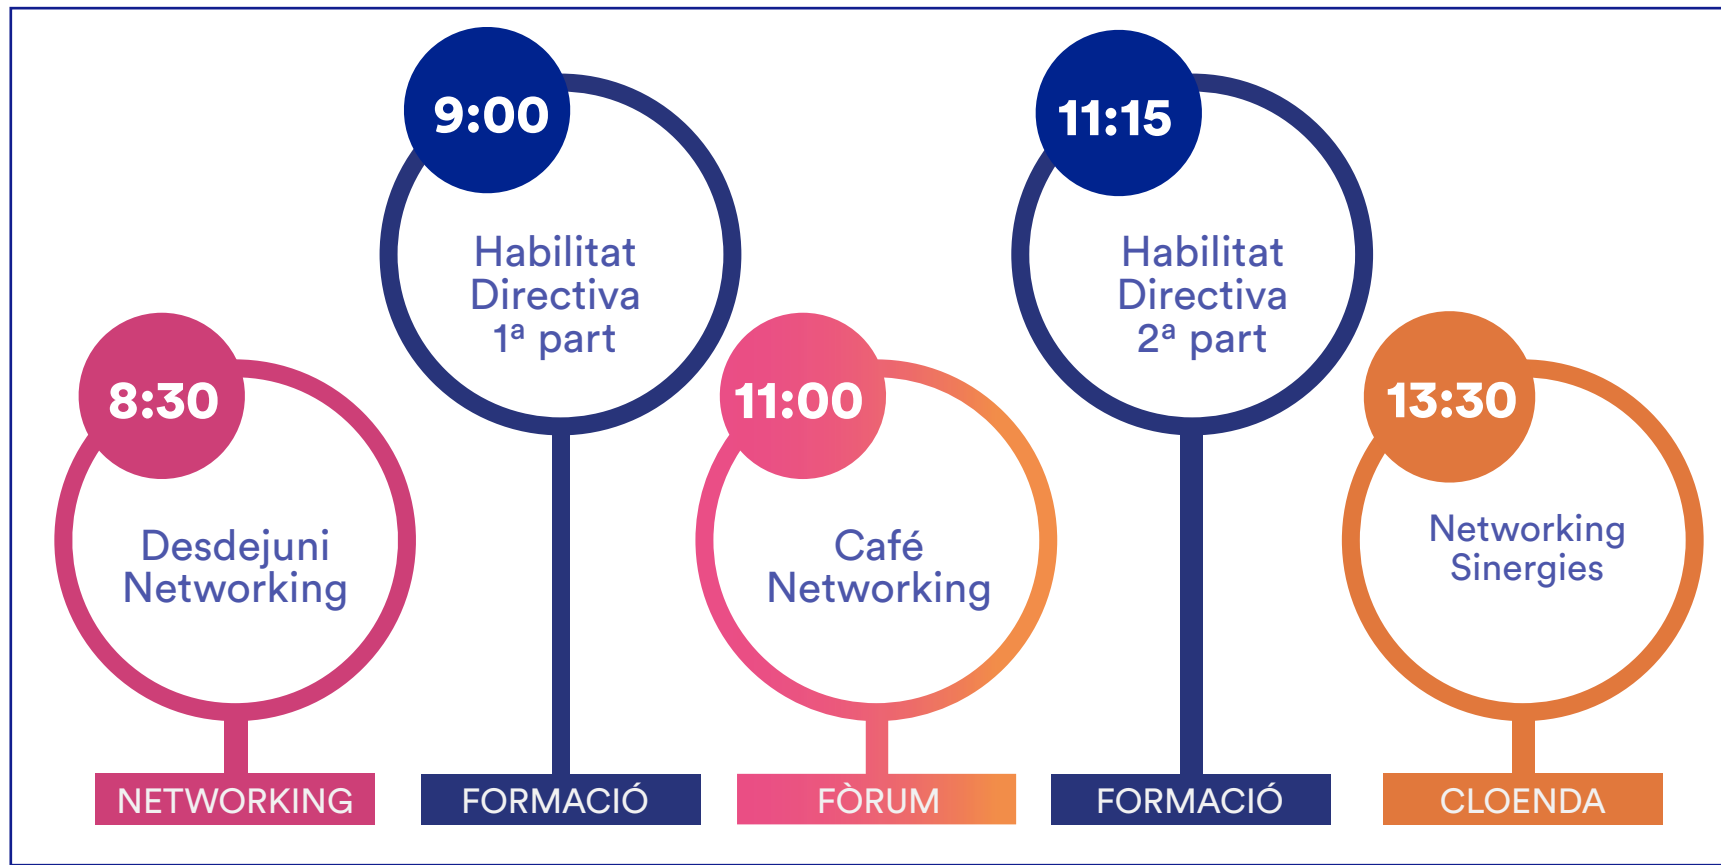 8:30
Desdejuni
Networking
NETWORKING
9:00
Habilitat
Directiva
1ª part
FORMACIÓ
11:00
Café
Networking
FÒRUM
11:15
Habilitat
Directiva
2ª part
FORMACIÓ
13:30
Networking
Sinergies
CLOENDA